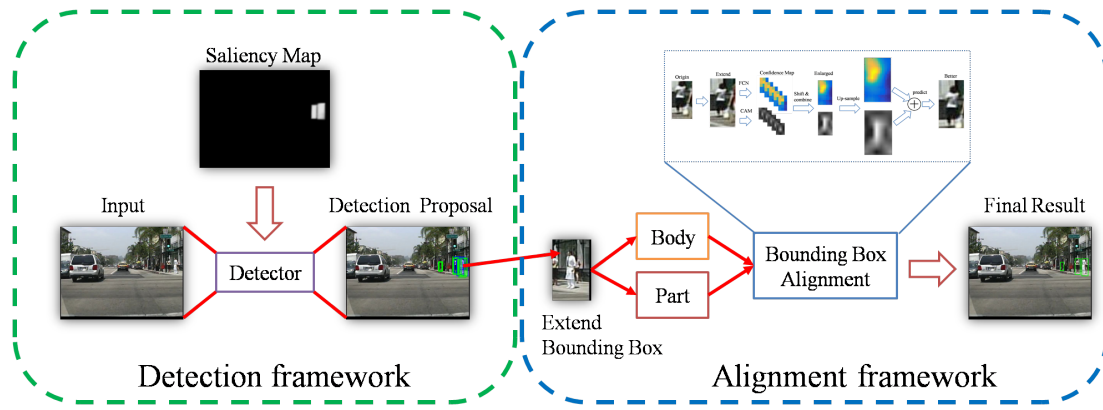 Saliency Map
Input
Detection Proposal
Detector
Detection framework
Origin
Extend
FCN
CAM
Confidence Map
Shift &
combine
Enlarged
Up-sample
predict
Better
Extend
Bounding Box
Body
Part
Bounding Box
Alignment
Final Result
Alignment framework